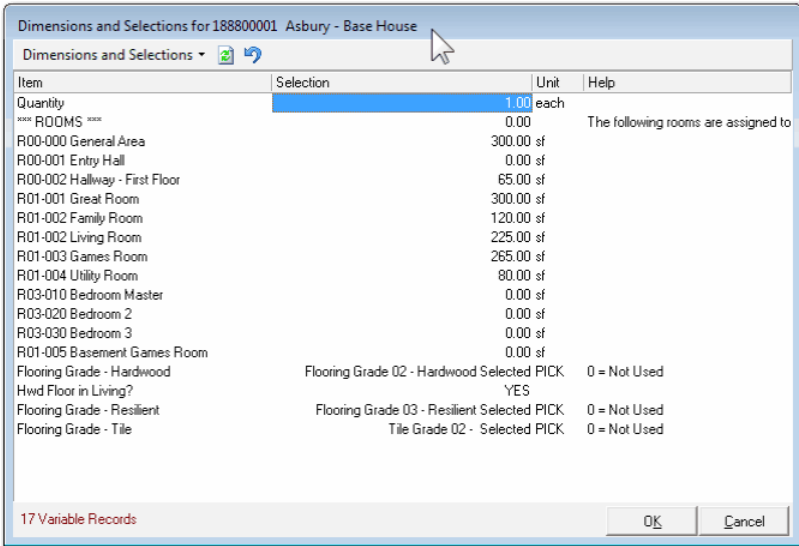 Dimensions and Selections for 188800001 Asbury - Base House
Dimensions and Selections
Item Selection Unit Help
Quantity 1.00 each
*** ROOMS *** 0.00 The following rooms are assigned to
R00-000 General Area 300.00 sf
R00-001 Entry Hall 0.00 sf
R00-002 Hallway - First Floor 65.00 sf
R01-001 Great Room 300.00 sf
R01-002 Family Room 120.00 sf
R01-002 Living Room 225.00 sf
R01-003 Games Room 265.00 sf
R01-004 Utility Room 80.00 sf
R03-010 Bedroom Master 0.00 sf
R03-020 Bedroom 2 0.00 sf
R03-030 Bedroom 3 0.00 sf
R01-005 Basement Games Room 0.00 sf
Flooring Grade - Hardwood Flooring Grade 02 - Hardwood Selected PICK 0 = Not Used
Hwd Floor in Living? YES
Flooring Grade - Resilient Flooring Grade 03 - Resilient Selected PICK 0 = Not Used
Flooring Grade - Tile Tile Grade 02 - Selected PICK 0 = Not Used
17 Variable Records OK Cancel